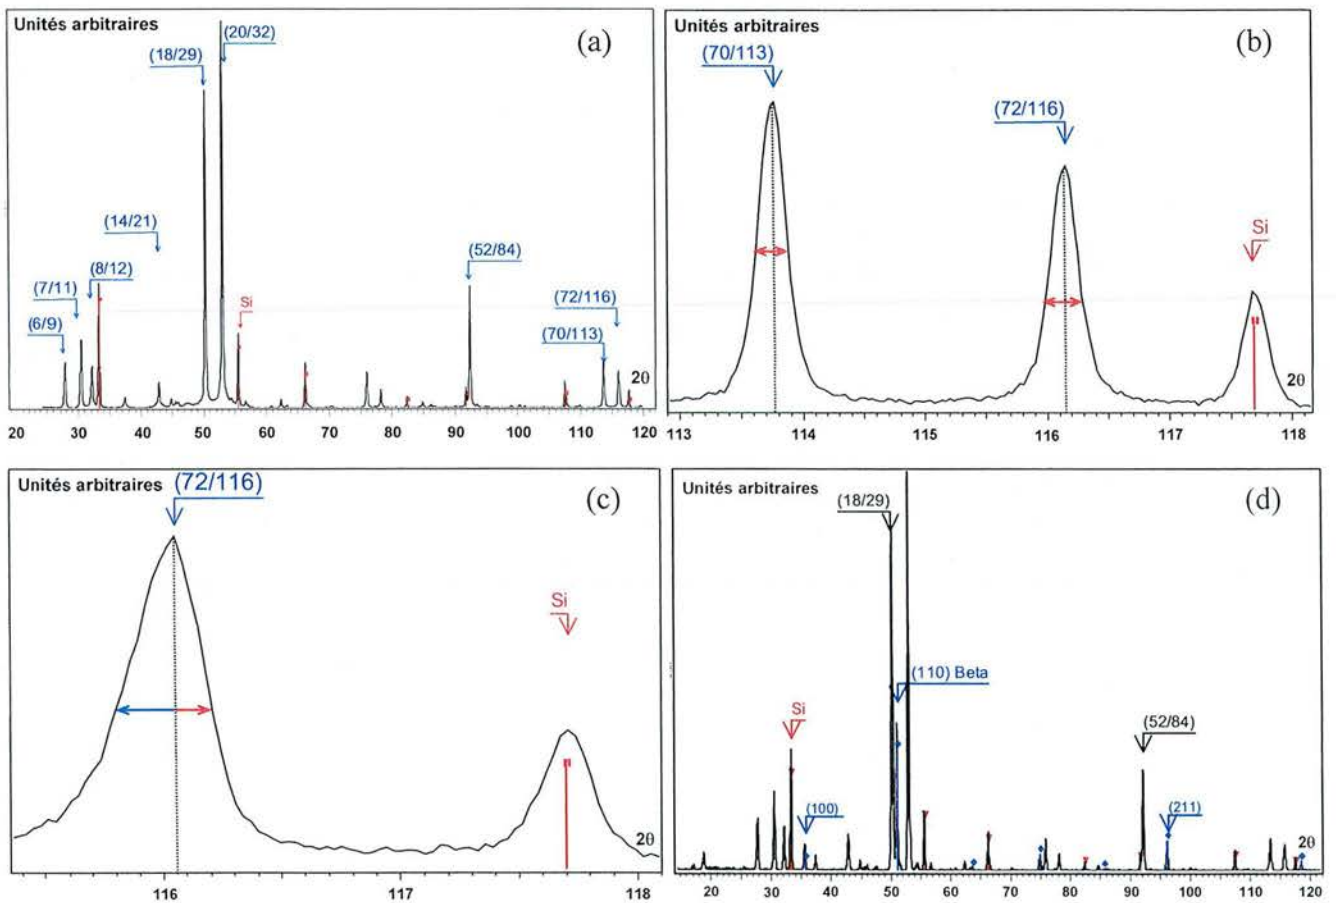 Unités arbitraires
(a)
(20/32)
(18/29)
(14/21)
(52/84)
(7/11)
(8/12)
(6/9)
Si
(72/116)
(70/113)
2θ
20 30 40 50 60 70 80 90 100 110 120
Unités arbitraires
(b)
(70/113)
(72/116)
Si
2θ
113 114 115 116 117 118
Unités arbitraires
(72/116)
(c)
Si
2θ
116 117 118
Unités arbitraires
(d)
(18/29)
(110) Beta
Si
(52/84)
(100)
(211)
2θ
20 30 40 50 60 70 80 90 100 110 120